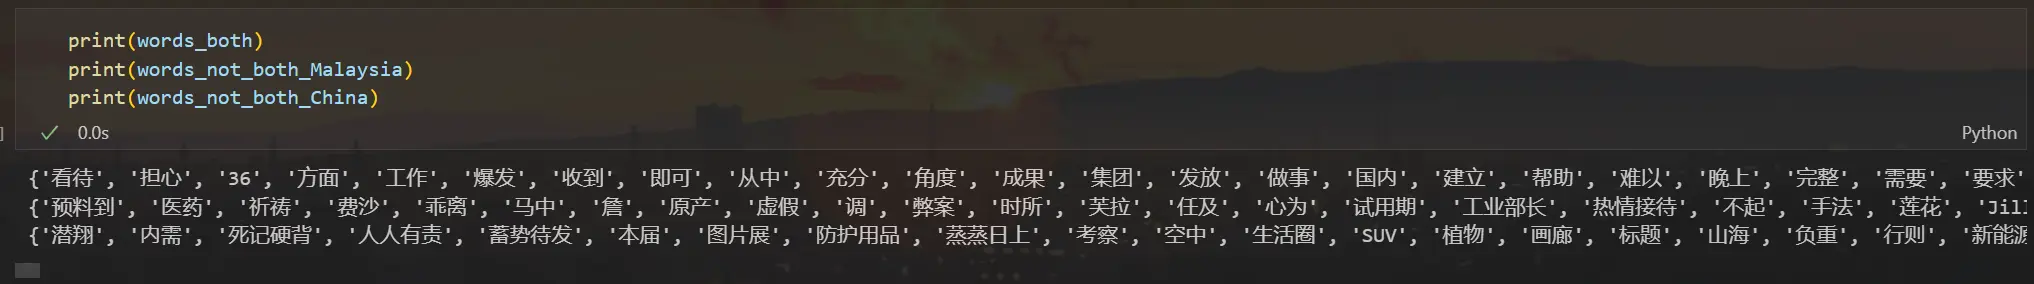 print(words_both)
print(words_not_both_Malaysia)
print(words_not_both_China)
] ✓ 0.0s Python
{'看待', '担心', '36', '方面', '工作', '爆发', '收到', '即可', '从中', '充分', '角度', '成果', '集团', '发放', '做事', '国内', '建立', '帮助', '难以', '晚上', '完整', '需要', '要求'
{'预料到', '医药', '祈祷', '费沙', '乖离', '马中', '詹', '原产', '虚假', '调', '弊案', '时所', '芙拉', '任及', '心为', '试用期', '工业部长', '热情接待', '不起', '手法', '莲花', 'Jil
{'潜翔', '内需', '死记硬背', '人人有责', '蓄势待发', '本届', '图片展', '防护用品', '蒸蒸日上', '考察', '空中', '生活圈', 'SUV', '植物', '画廊', '标题', '山海', '负重', '行则', '新能源